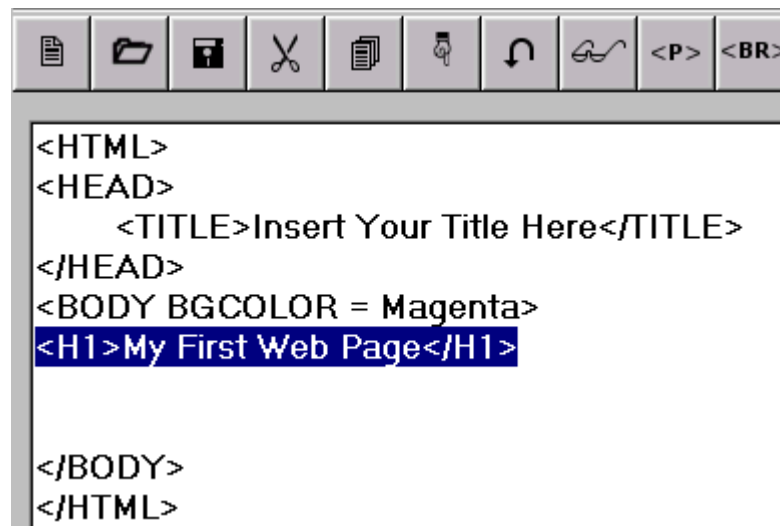 <P> <BR>
<HTML>
<HEAD>
<TITLE>Insert Your Title Here</TITLE>
</HEAD>
<BODY BGCOLOR = Magenta>
<H1>My First Web Page</H1>
</BODY>
</HTML>